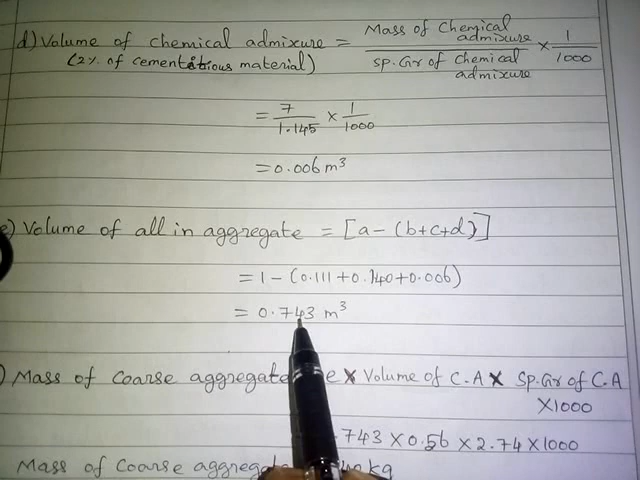 d) Volume of chemical admixure = Mass of Chemical admixure / sp.Gr of Chemical admixure × 1/1000
(2% of cementitious material)
= 7/1.145 × 1/1000
= 0.006 m³
e) Volume of all in aggregate = [a-(b+c+d)]
= 1 - (0.111+0.140+0.006)
= 0.743 m³
) Mass of coarse aggregate e × Volume of C.A × Sp.Gr of C.A
×1000
743 × 0.56 × 2.74 × 1000
Mass of Coarse kg